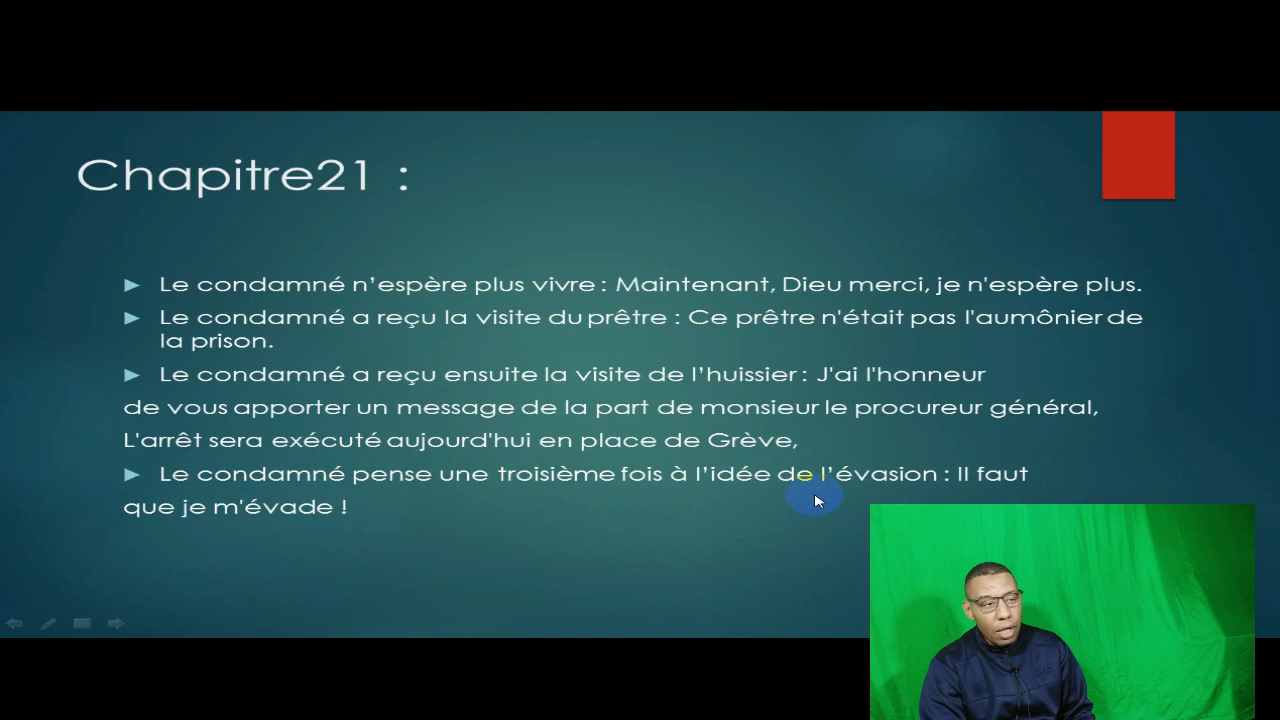 Chapitre21 :
Le condamné n’espère plus vivre : Maintenant, Dieu merci, je n'espère plus.
Le condamné a reçu la visite du prêtre : Ce prêtre n'était pas l'aumônier de
la prison.
Le condamné a reçu ensuite la visite de l’huissier : J'ai l'honneur
de vous apporter un message de la part de monsieur le procureur général,
L'arrêt sera exécuté aujourd'hui en place de Grève,
Le condamné pense une troisième fois à l’idée de l’évasion : Il faut
que je m'évade !